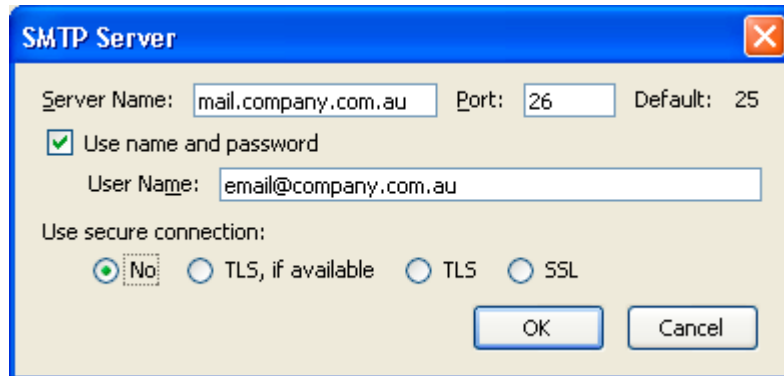 SMTP Server
Server Name: mail.company.com.au Port: 26 Default: 25
Use name and password
User Name: email@company.com.au
Use secure connection:
No TLS, if available TLS SSL
OK Cancel